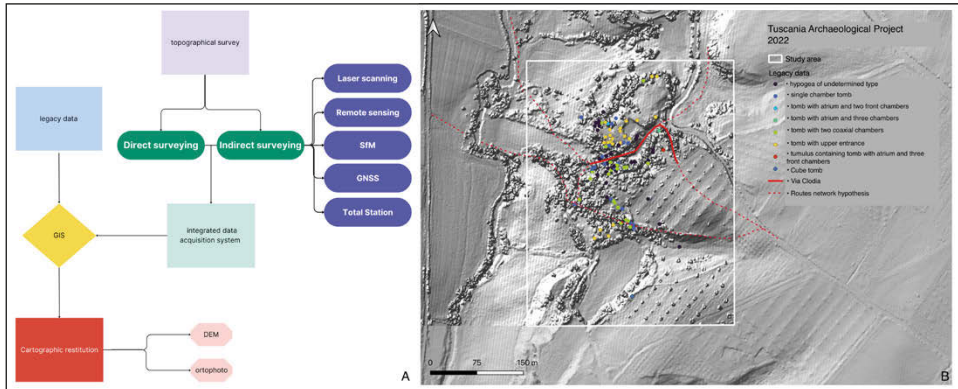 topographical survey
legacy data
Direct surveying
Indirect surveying
Laser scanning
Remote sensing
SfM
GNSS
Total Station
GIS
Integrated data
acquisition system
Cartographic restitution
DEM
ortophoto
A
Tuscania Archaeological Project
2022
Study area
Legacy data
• hypogea of undetermined type
• single chamber tomb
• tomb with atrium and two front chambers
• tomb with atrium and three chambers
• tomb with two coaxial chambers
• tomb with upper entrance
• tumulus containing tomb with atrium and three
front chambers
• Cube tomb
• Via Clodia
• Routes network hypothesis
0 75 150 m
B